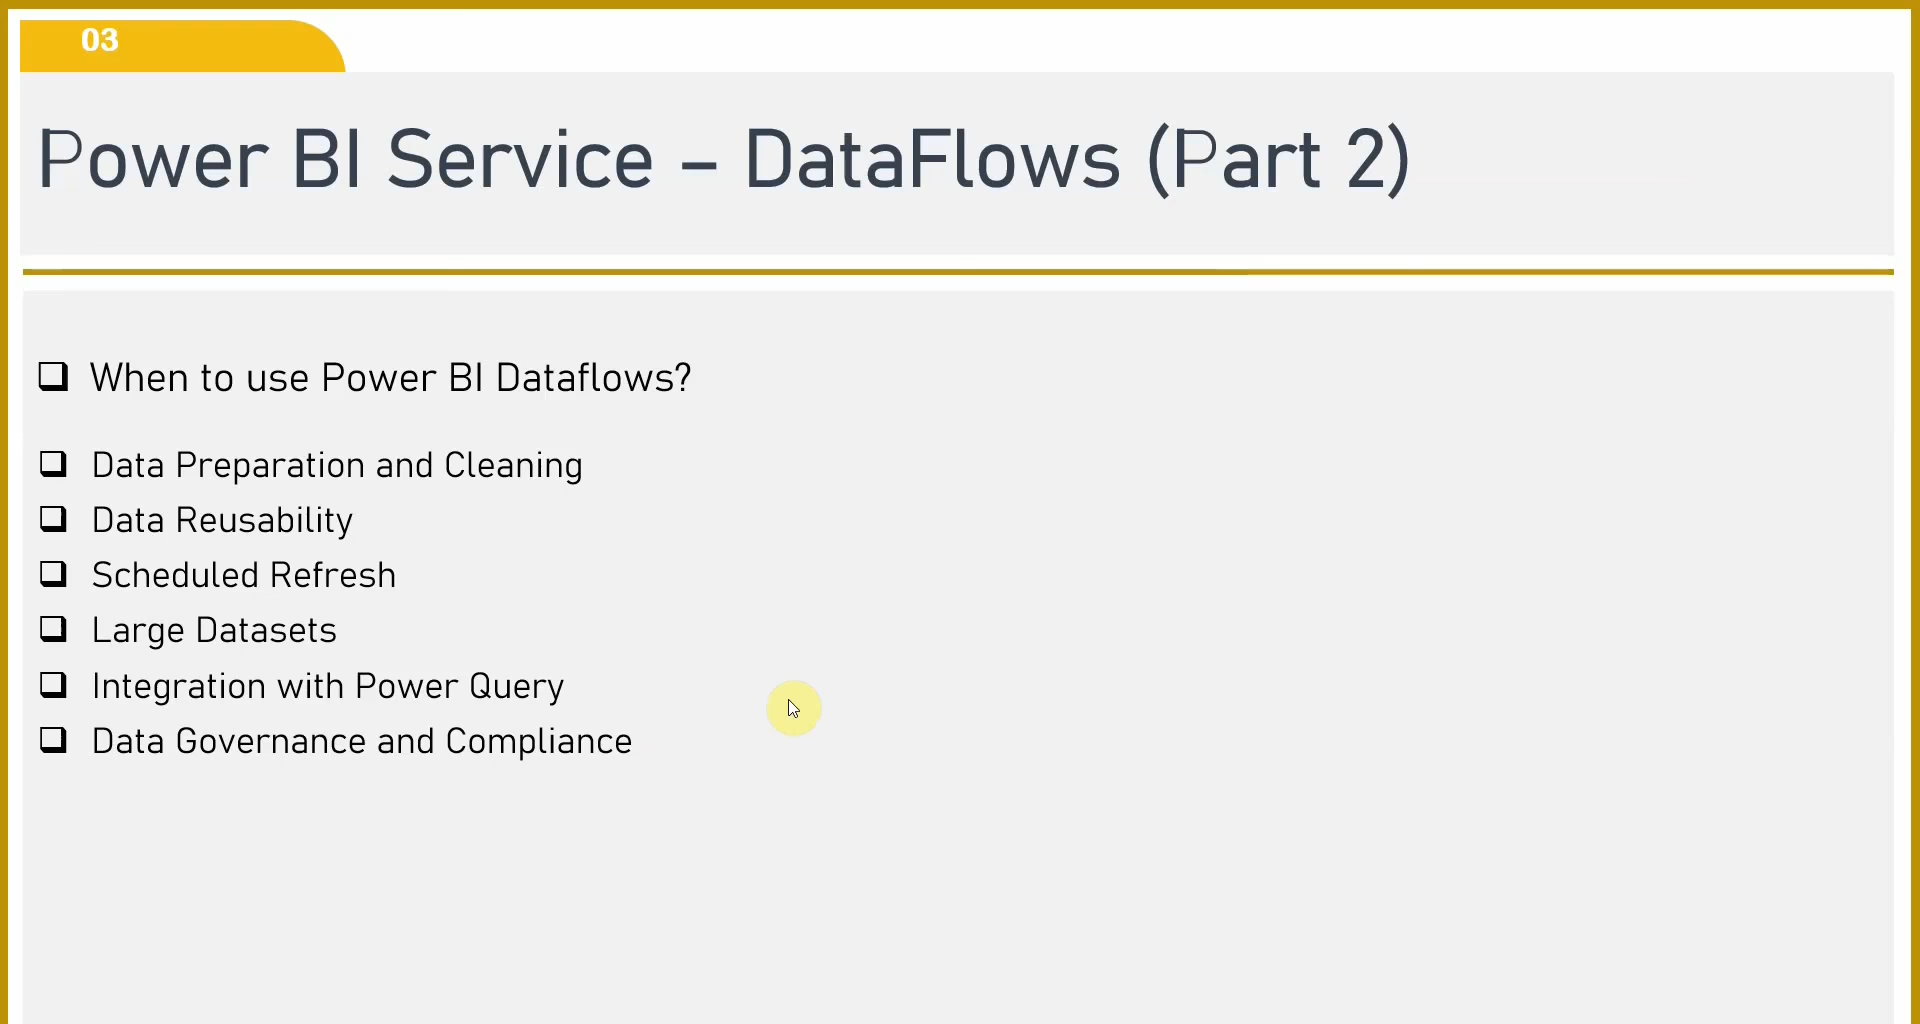 03
Power BI Service – DataFlows (Part 2)
When to use Power BI Dataflows?
Data Preparation and Cleaning
Data Reusability
Scheduled Refresh
Large Datasets
Integration with Power Query
Data Governance and Compliance